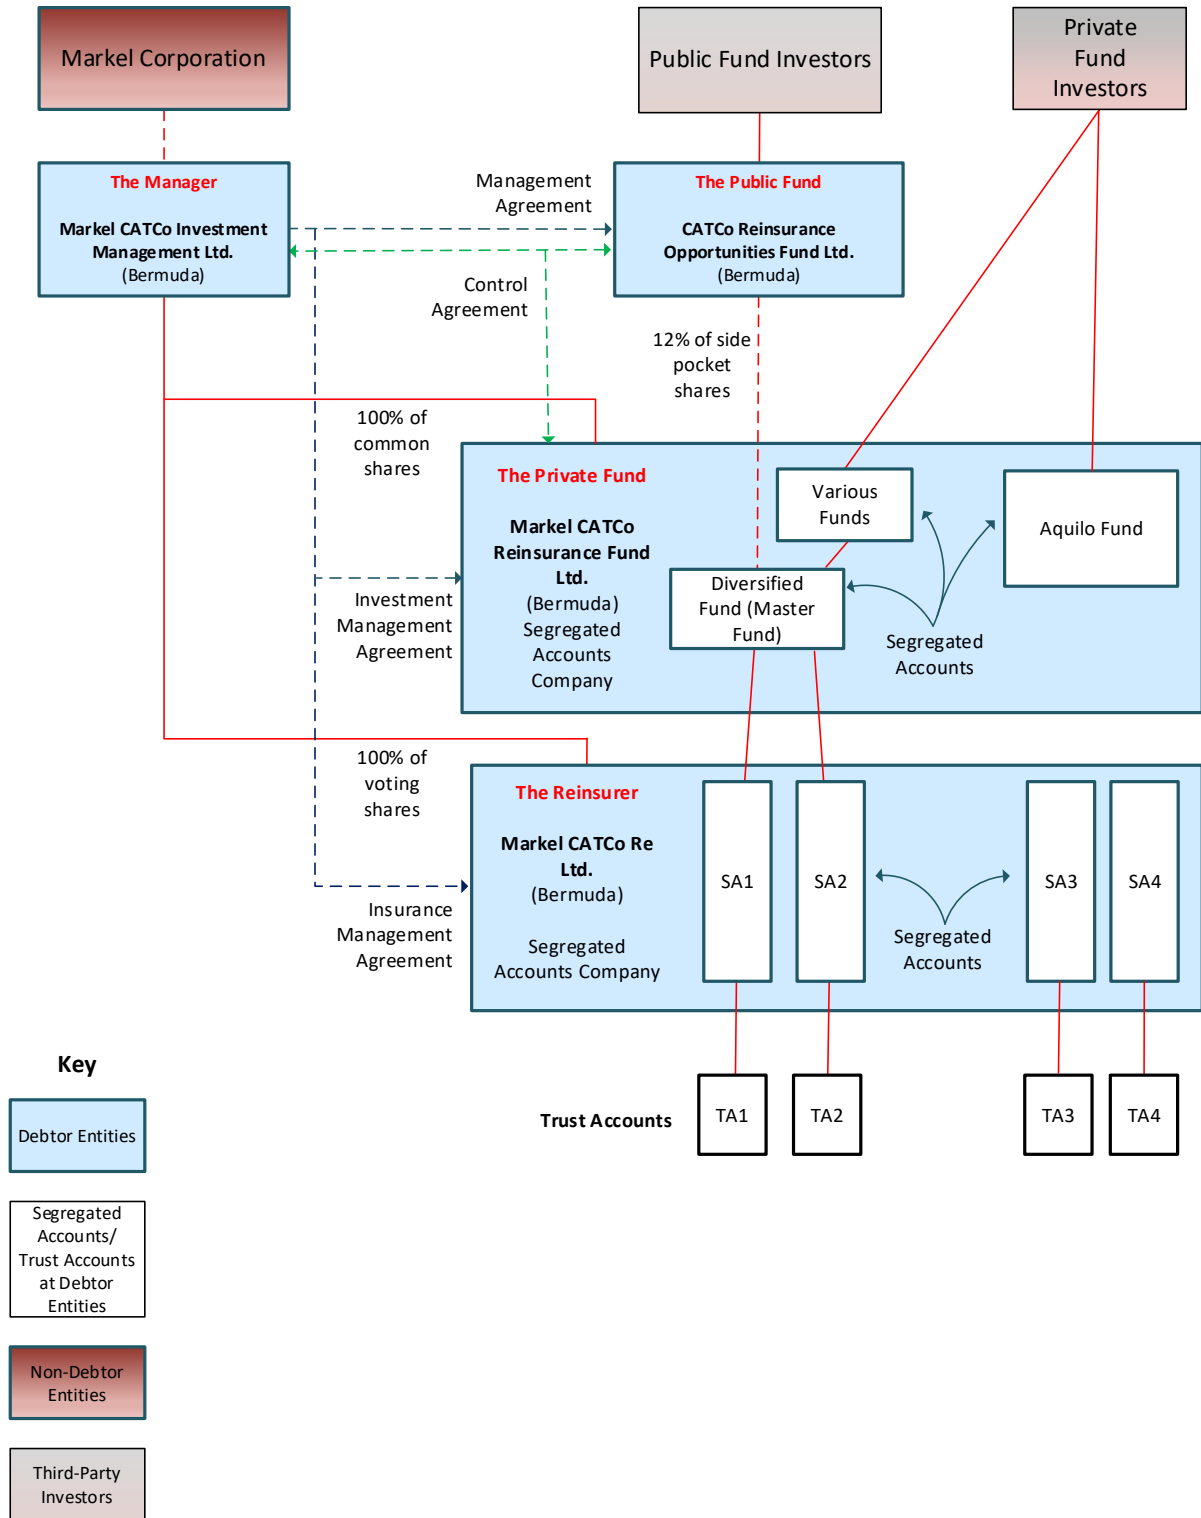 Markel Corporation
Public Fund Investors
Private
Fund
Investors
The Manager
Markel CATCo Investment
Management Ltd.
(Bermuda)
Management
Agreement
The Public Fund
CATCo Reinsurance
Opportunities Fund Ltd.
(Bermuda)
Control
Agreement
12% of side
pocket
shares
100% of
common
shares
The Private Fund
Markel CATCo
Reinsurance Fund
Ltd.
(Bermuda)
Segregated
Accounts
Company
Various
Funds
Aquilo Fund
Diversified
Fund (Master
Fund)
Segregated
Accounts
Investment
Management
Agreement
100% of
voting
shares
The Reinsurer
Markel CATCo Re
Ltd.
(Bermuda)
Segregated
Accounts Company
SA1
SA2
Segregated
Accounts
SA3
SA4
Insurance
Management
Agreement
Trust Accounts
TA1
TA2
TA3
TA4
Key
Debtor Entities
Segregated
Accounts/
Trust Accounts
at Debtor
Entities
Non-Debtor
Entities
Third-Party
Investors